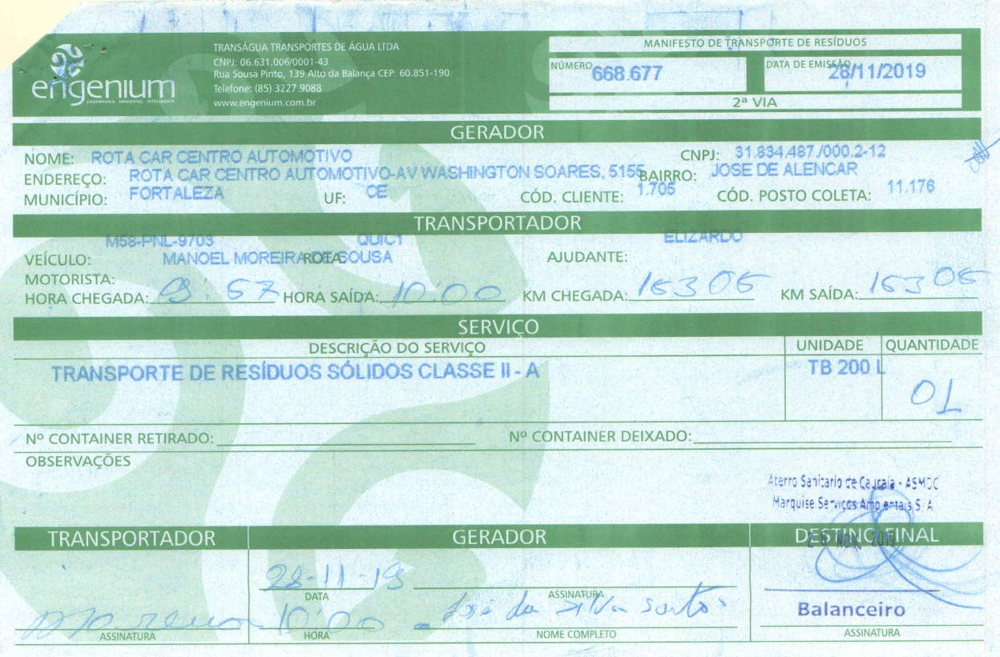 engenium
ENGENHARIA AMBIENTAL INTELIGENTE
TRANSÁGUA TRANSPORTES DE ÁGUA LTDA
CNPJ: 06.631.006/0001-43
Rua Sousa Pinto, 139 Alto da Balança CEP: 60.851-190
Telefone: (85) 3227.9088
www.engenium.com.br
MANIFESTO DE TRANSPORTE DE RESÍDUOS
NÚMERO 668.677 DATA DE EMISSÃO 28/11/2019
2ª VIA
GERADOR
NOME: ROTA CAR CENTRO AUTOMOTIVO CNPJ: 31.834.487./000.2-12
ENDEREÇO: ROTA CAR CENTRO AUTOMOTIVO-AV WASHINGTON SOARES, 5155 BAIRRO: JOSE DE ALENCAR
MUNICÍPIO: FORTALEZA UF: CE CÓD. CLIENTE: 1.705 CÓD. POSTO COLETA: 11.176
TRANSPORTADOR
M58-PNL-9703 QUIC1 ELIZARDO
VEÍCULO: MANOEL MOREIRA DE SOUSA ROTA: AJUDANTE:
MOTORISTA:
HORA CHEGADA: 09:57 HORA SAÍDA: 10:00 KM CHEGADA: 16306 KM SAÍDA: 16306
SERVIÇO
DESCRIÇÃO DO SERVIÇO UNIDADE QUANTIDADE
TRANSPORTE DE RESÍDUOS SÓLIDOS CLASSE II - A TB 200 L 01
Nº CONTAINER RETIRADO: Nº CONTAINER DEIXADO:
OBSERVAÇÕES
Aterro Sanitario de Caucaia - ASMOC
Marquise Serviços Ambientais S/A
TRANSPORTADOR GERADOR DESTINO FINAL
28-11-19
DATA ASSINATURA
José da Silva Santos
10:00
Balanceiro
ASSINATURA HORA NOME COMPLETO ASSINATURA